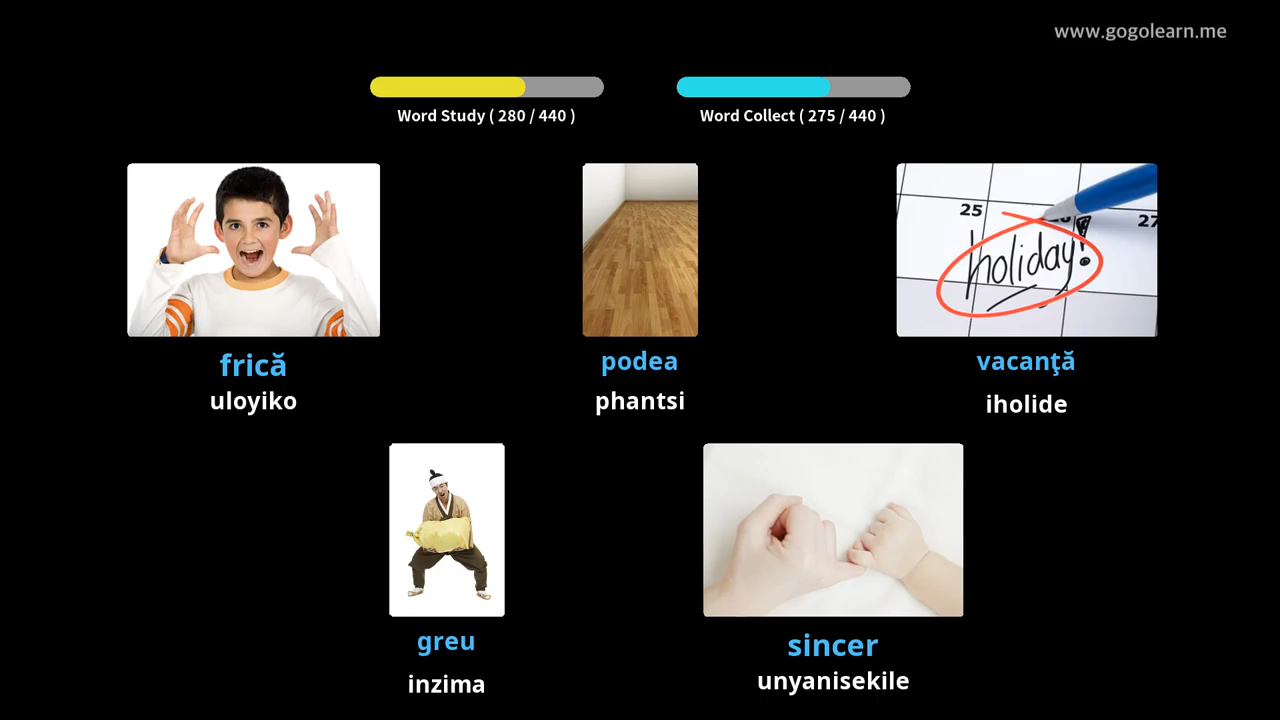 www.gogolearn.me
Word Study ( 280 / 440 )
Word Collect ( 275 / 440 )
25
27
holiday!
frică
podea
vacanţă
uloyiko
phantsi
iholide
greu
sincer
inzima
unyanisekile